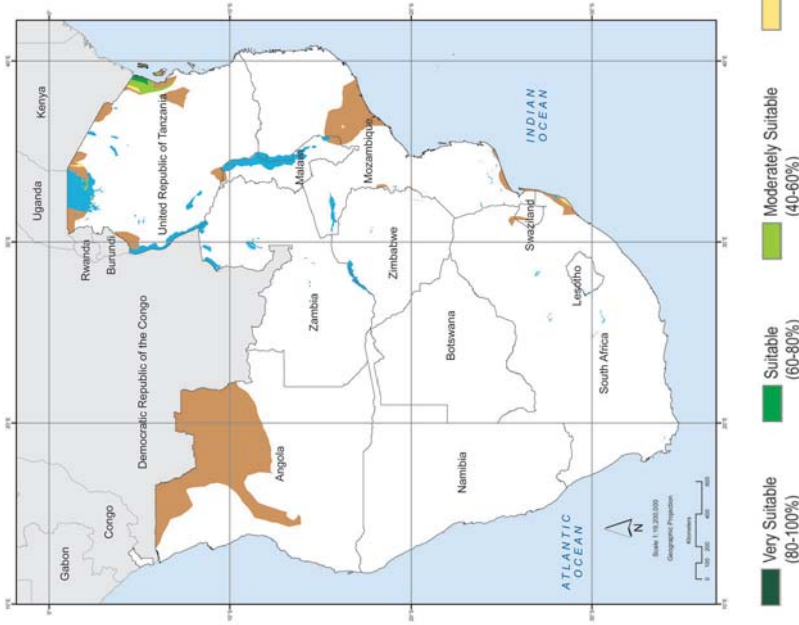 Uganda
Kenya
Gabon
Congo
Rwanda
Burundi
Democratic Republic of the Congo
United Republic of Tanzania
Angola
Zambia
Malawi
Mozambique
Zimbabwe
Namibia
Botswana
Swaziland
Lesotho
South Africa
INDIAN
OCEAN
ATLANTIC
OCEAN
N
Geographic Projection
Kilometers
Very Suitable
(80-100%)
Suitable
(60-80%)
Moderately Suitable
(40-60%)